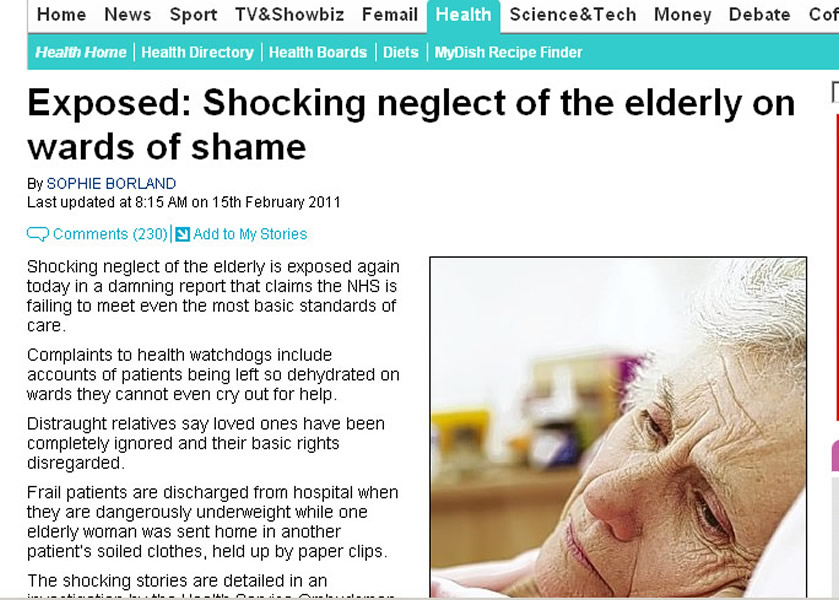 Home News Sport TV&Showbiz Femail Health Science&Tech Money Debate Cof
Health Home Health Directory Health Boards Diets MyDish Recipe Finder
Exposed: Shocking neglect of the elderly on
wards of shame
By SOPHIE BORLAND
Last updated at 8:15 AM on 15th February 2011
Comments (230) Add to My Stories
Shocking neglect of the elderly is exposed again
today in a damning report that claims the NHS is
failing to meet even the most basic standards of
care.
Complaints to health watchdogs include
accounts of patients being left so dehydrated on
wards they cannot even cry out for help.
Distraught relatives say loved ones have been
completely ignored and their basic rights
disregarded.
Frail patients are discharged from hospital when
they are dangerously underweight while one
elderly woman was sent home in another
patient's soiled clothes, held up by paper clips.
The shocking stories are detailed in an
investigation by the Health Service Ombudsman